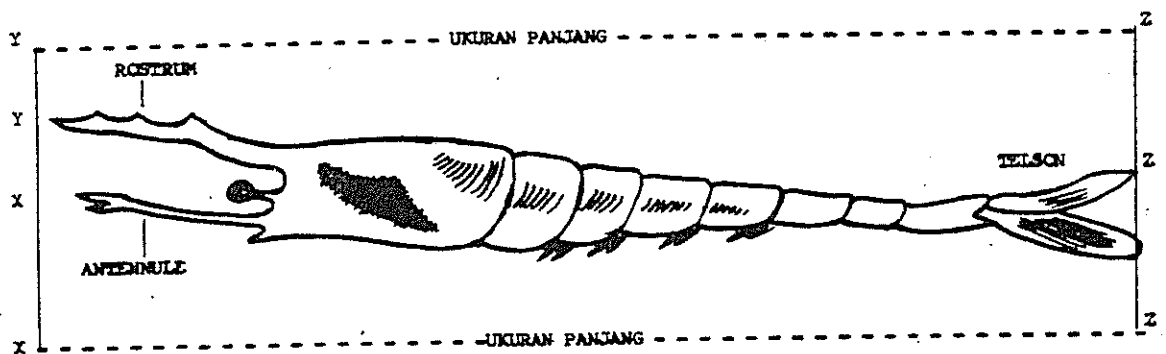 Y UKURAN PANJANG Z
ROSTRUM
Y
TELSON Z
X
ANTENNULE
X UKURAN PANJANG Z